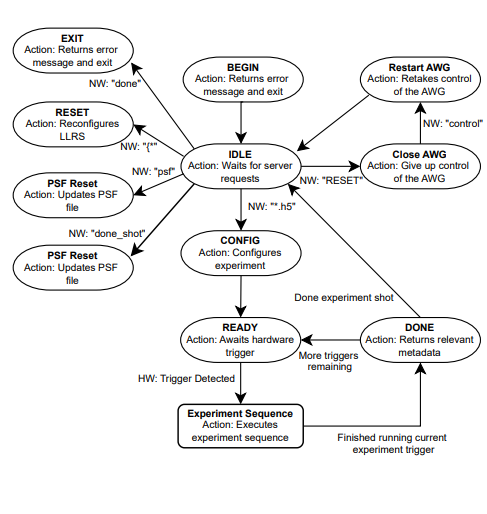 EXIT
Action: Returns error
message and exit
BEGIN
Action: Returns error
message and exit
Restart AWG
Action: Retakes control
of the AWG
NW: "done"
RESET
Action: Reconfigures
LLRS
NW: "control"
NW: "{*"
IDLE
Action: Waits for server
requests
Close AWG
Action: Give up control
of the AWG
NW: "psf"
NW: "RESET"
PSF Reset
Action: Updates PSF
file
NW: "*.h5"
NW: "done_shot"
CONFIG
Action: Configures
experiment
PSF Reset
Action: Updates PSF
file
Done experiment shot
READY
Action: Awaits hardware
trigger
DONE
Action: Returns relevant
metadata
More triggers
remaining
HW: Trigger Detected
Experiment Sequence
Action: Executes
experiment sequence
Finished running current
experiment trigger